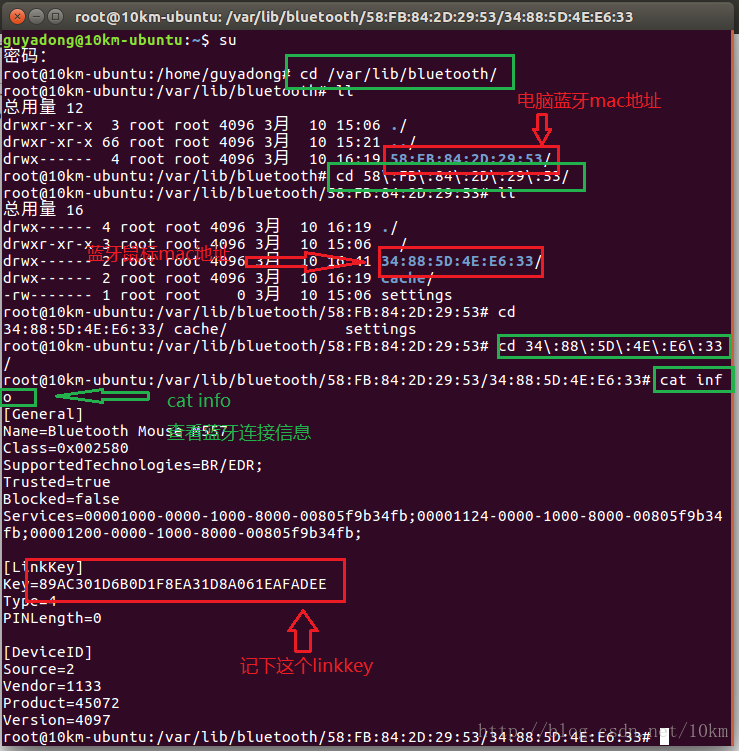 root@10km-ubuntu: /var/lib/bluetooth/58:FB:84:2D:29:53/34:88:5D:4E:E6:33
guyadong@10km-ubuntu:~$ su
密码：
root@10km-ubuntu:/home/guyadong# cd /var/lib/bluetooth/
root@10km-ubuntu:/var/lib/bluetooth# ll
总用量 12
电脑蓝牙mac地址
drwxr-xr-x  3 root root 4096 3月  10 15:06 ./
drwxr-xr-x 66 root root 4096 3月  10 15:21 ../
drwx------  4 root root 4096 3月  10 16:19 58:FB:84:2D:29:53/
root@10km-ubuntu:/var/lib/bluetooth# cd 58\:FB\:84\:2D\:29\:53/
root@10km-ubuntu:/var/lib/bluetooth/58:FB:84:2D:29:53# ll
总用量 16
drwx------ 4 root root 4096 3月  10 16:19 ./
drwxr-xr-x 3 root root 4096 3月  10 15:06 ../
蓝牙鼠标mac地址
drwx------ 2 root root 4096 3月  10 16:41 34:88:5D:4E:E6:33/
drwx------ 2 root root 4096 3月  10 16:19 cache/
-rw------- 1 root root    0 3月  10 15:06 settings
root@10km-ubuntu:/var/lib/bluetooth/58:FB:84:2D:29:53# cd
34:88:5D:4E:E6:33/ cache/             settings
root@10km-ubuntu:/var/lib/bluetooth/58:FB:84:2D:29:53# cd 34\:88\:5D\:4E\:E6\:33
/
root@10km-ubuntu:/var/lib/bluetooth/58:FB:84:2D:29:53/34:88:5D:4E:E6:33# cat inf
o
cat info
[General]
Name=Bluetooth Mouse M557
查看蓝牙连接信息
Class=0x002580
SupportedTechnologies=BR/EDR;
Trusted=true
Blocked=false
Services=00001000-0000-1000-8000-00805f9b34fb;00001124-0000-1000-8000-00805f9b34
fb;00001200-0000-1000-8000-00805f9b34fb;
[LinkKey]
Key=89AC301D6B0D1F8EA31D8A061EAFADEE
Type=4
PINLength=0
记下这个linkkey
[DeviceID]
Source=2
Vendor=1133
Product=45072
Version=4097
root@10km-ubuntu:/var/lib/bluetooth/58:FB:84:2D:29:53/34:88:5D:4E:E6:33#
http://blog.csdn.net/10km